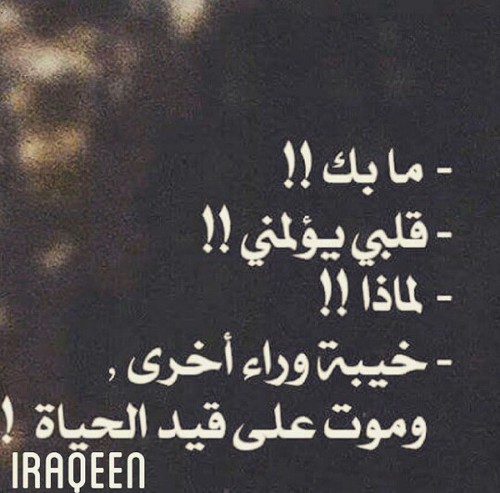 - ما بك !!
- قلبي يؤلمني !!
- لماذا !!
- خيبة وراء أخرى ,
وموت على قيد الحياة !
IRAQEEN